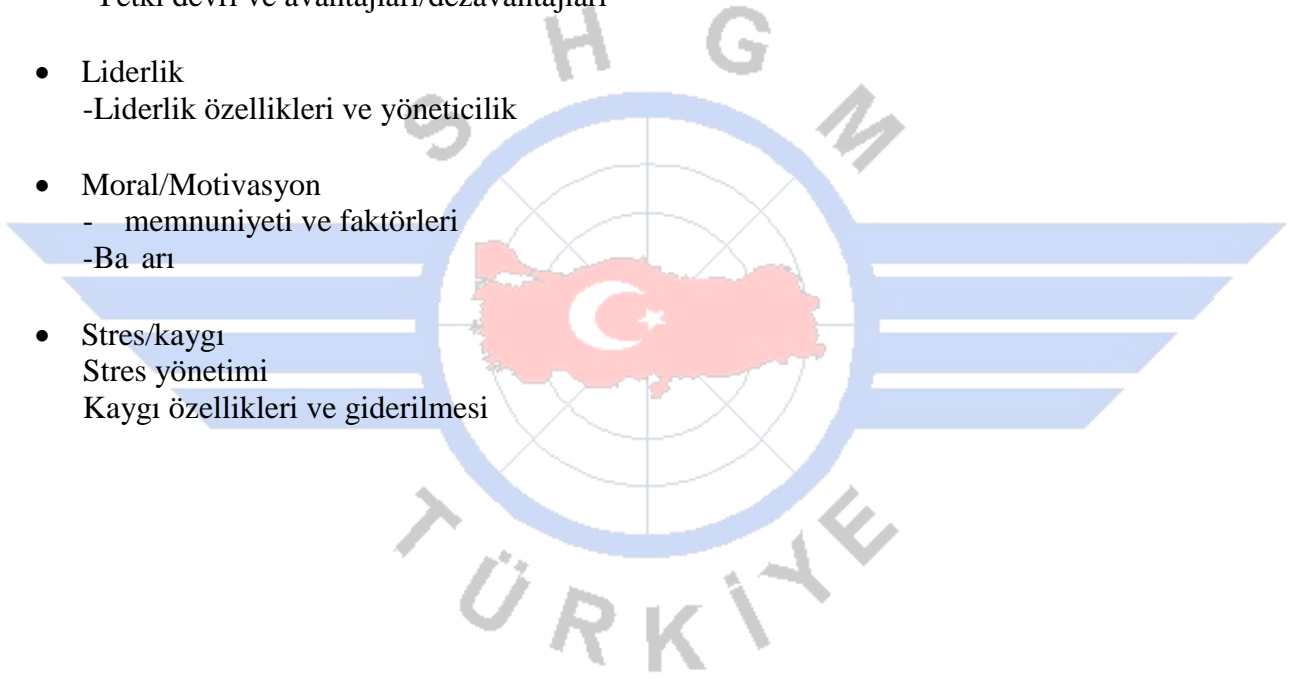 -Yetki devri ve avantajları/dezavantajları
• Liderlik
-Liderlik özellikleri ve yöneticilik
• Moral/Motivasyon
- memnuniyeti ve faktörleri
-Ba arı
• Stres/kaygı
Stres yönetimi
Kaygı özellikleri ve giderilmesi
SHGM
TÜRKİYE